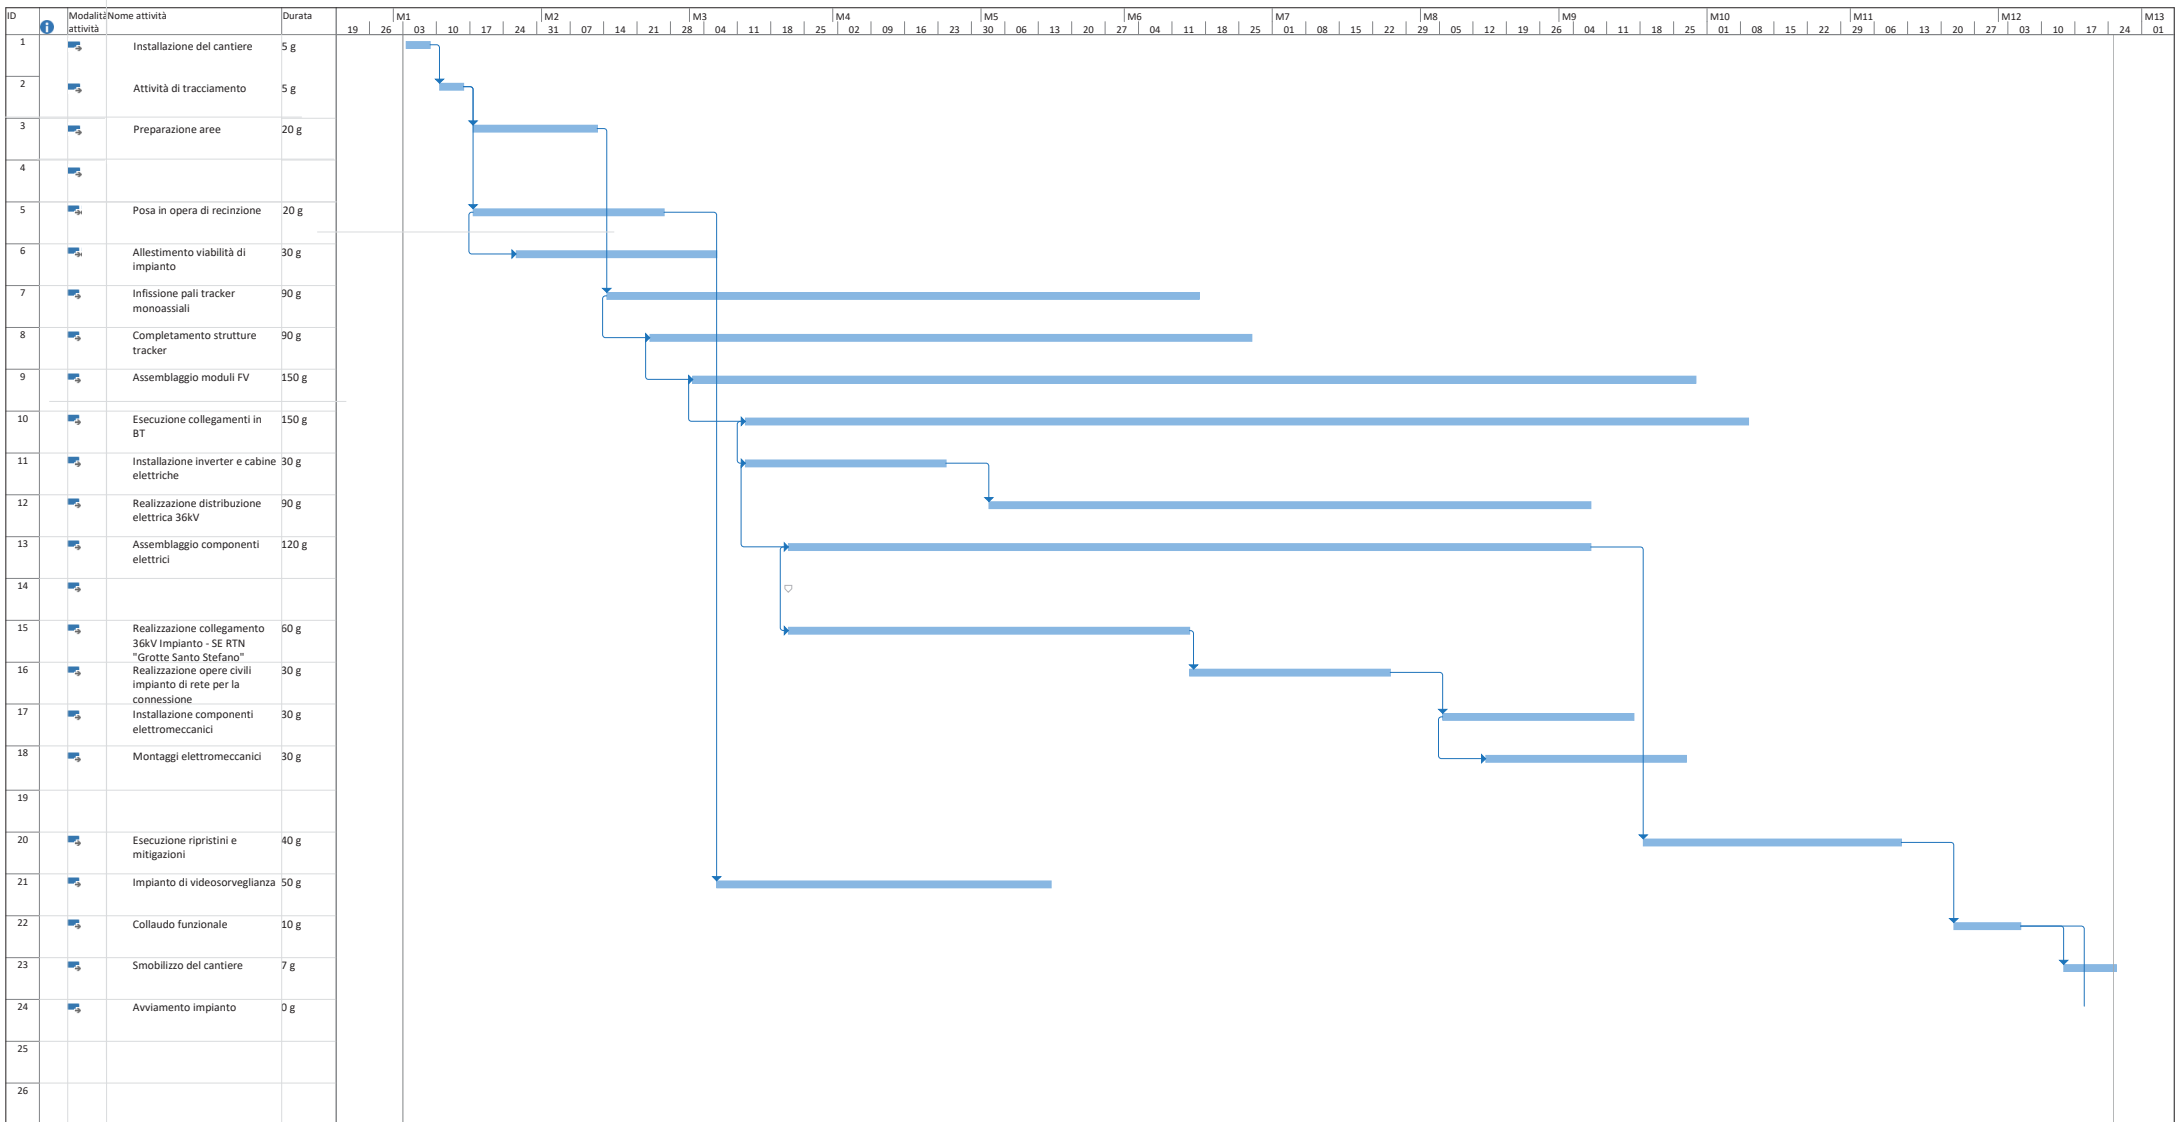 ID Modalità attività Nome attività Durata
M1 M2 M3 M4 M5 M6 M7 M8 M9 M10 M11 M12 M13
19 26 03 10 17 24 31 07 14 21 28 04 11 18 25 02 09 16 23 30 06 13 20 27 04 11 18 25 01 08 15 22 29 05 12 19 26 04 11 18 25 01 08 15 22 29 06 13 20 27 03 10 17 24 01
1 Installazione del cantiere 5 g
2 Attività di tracciamento 5 g
3 Preparazione aree 20 g
4
5 Posa in opera di recinzione 20 g
6 Allestimento viabilità di 30 g
impianto
7 Infissione pali tracker 90 g
monoassiali
8 Completamento strutture 90 g
tracker
9 Assemblaggio moduli FV 150 g
10 Esecuzione collegamenti in 150 g
BT
11 Installazione inverter e cabine 30 g
elettriche
12 Realizzazione distribuzione 90 g
elettrica 36kV
13 Assemblaggio componenti 120 g
elettrici
14
15 Realizzazione collegamento 60 g
36kV Impianto - SE RTN
"Grotte Santo Stefano"
16 Realizzazione opere civili 30 g
impianto di rete per la
connessione
17 Installazione componenti 30 g
elettromeccanici
18 Montaggi elettromeccanici 30 g
19
20 Esecuzione ripristini e 40 g
mitigazioni
21 Impianto di videosorveglianza 50 g
22 Collaudo funzionale 10 g
23 Smobilizzo del cantiere 7 g
24 Avviamento impianto 0 g
25
26